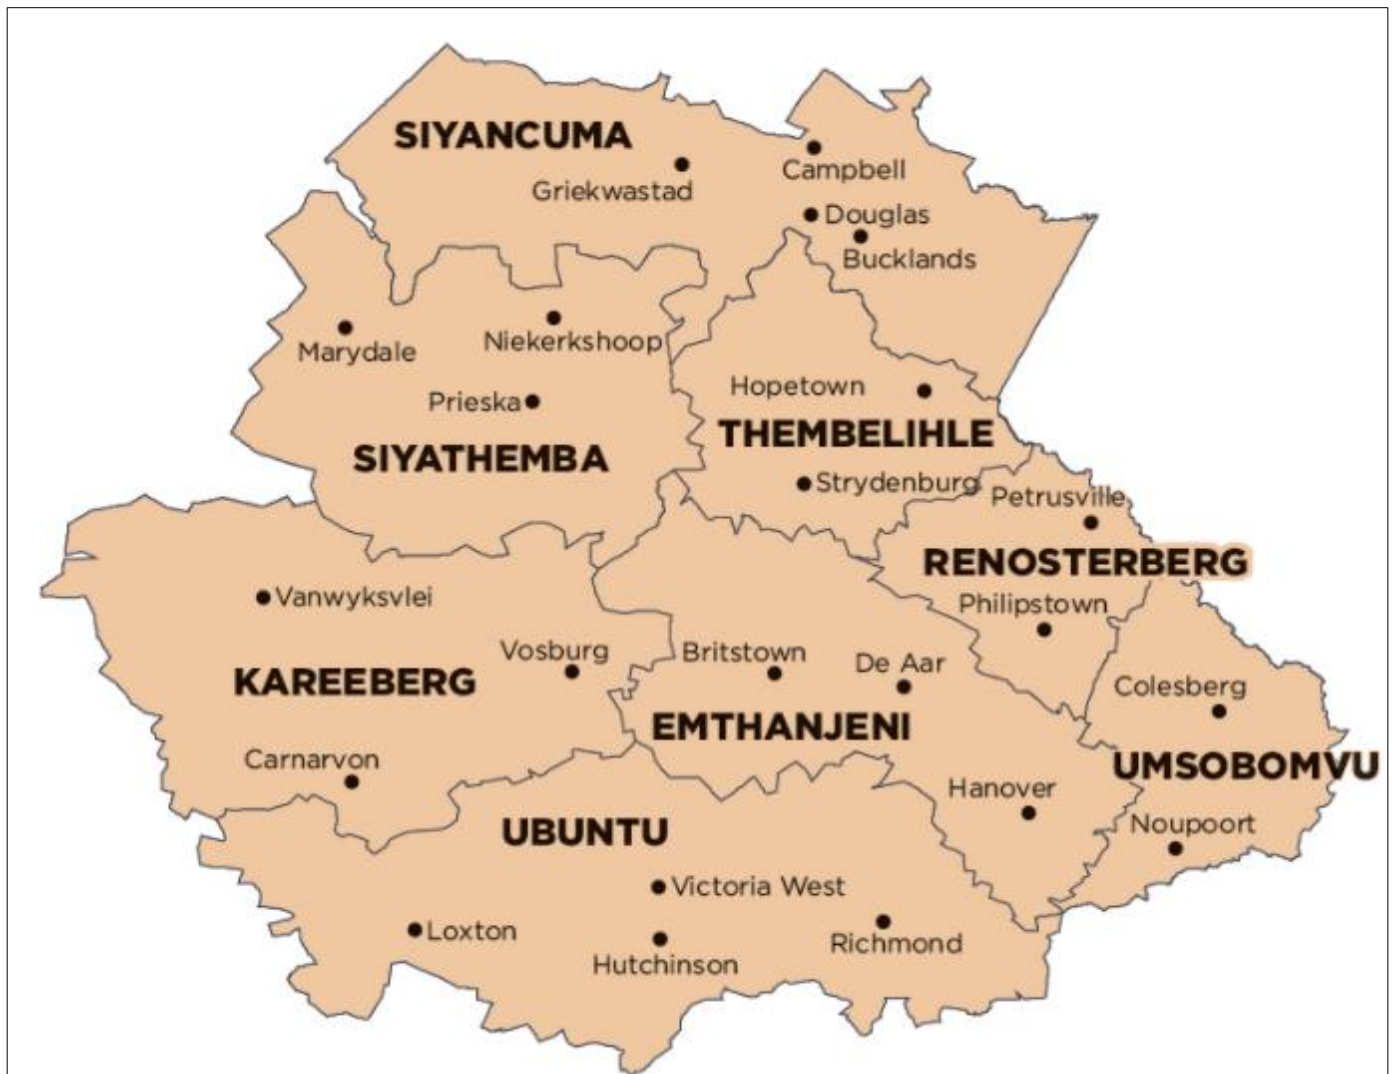 SIYANCUMA
Griekwastad
Campbell
Douglas
Bucklands
Marydale
Niekerkshoop
Prieska
SIYATHEMBA
Hopetown
THEMBELIHLE
Strydenburg
Petrusville
RENOSTERBERG
Philipstown
Vanwyksvlei
Vosburg
KAREEBERG
Carnarvon
Britstown
De Aar
EMTHANJENI
Hanover
Colesberg
UMSOBOMVU
Noupoort
UBUNTU
Victoria West
Loxton
Hutchinson
Richmond